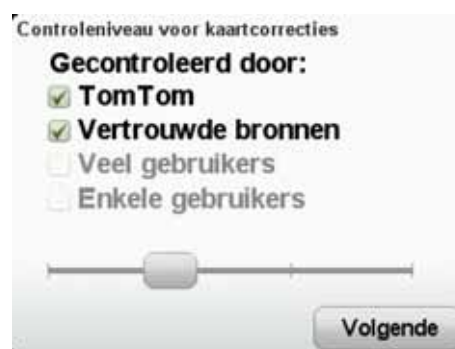 Controleniveau voor kaartcorrecties
Gecontroleerd door:
TomTom
Vertrouwde bronnen
Veel gebruikers
Enkele gebruikers
Volgende